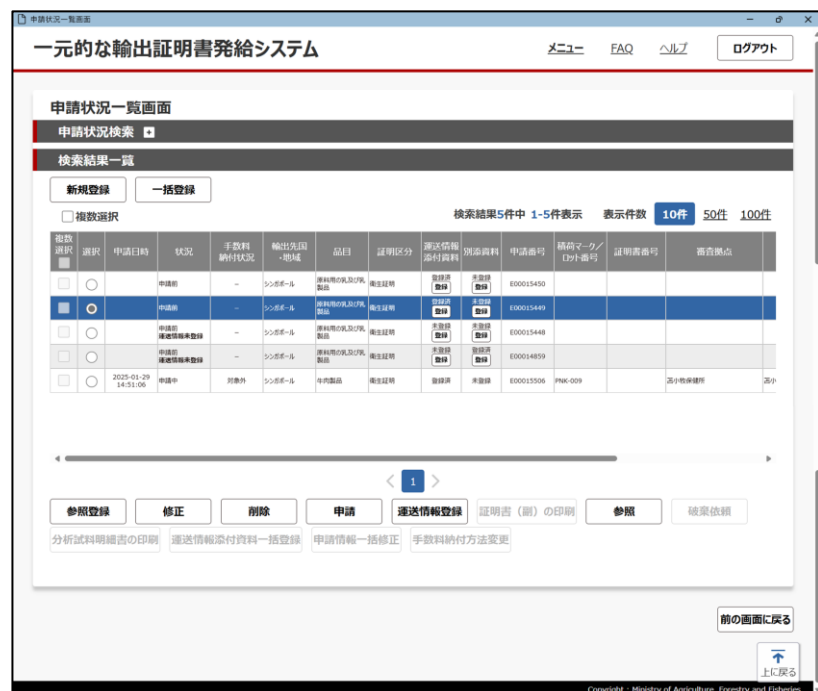 申請状況一覧画面
一元的な輸出証明書発給システム メニュー FAQ ヘルプ ログアウト
申請状況一覧画面
申請状況検索
検索結果一覧
新規登録 一括登録
複数選択 検索結果5件中 1-5件表示 表示件数 10件 50件 100件
複数選択 選択 申請日時 状況 手数料納付状況 輸出先国・地域 品目 証明区分 運送情報添付資料 別添資料 申請番号 積荷マーク/ロット番号 証明書番号 審査拠点
申請前 － シンガポール 原料用の乳及び乳製品 衛生証明 登録済 登録 未登録 登録 E00015450
申請前 － シンガポール 原料用の乳及び乳製品 衛生証明 登録済 登録 未登録 登録 E00015449
申請前 運送情報未登録 － シンガポール 原料用の乳及び乳製品 衛生証明 未登録 登録 未登録 登録 E00015448
申請前 運送情報未登録 － シンガポール 原料用の乳及び乳製品 衛生証明 未登録 登録 登録済 登録 E00014859
2025-01-29 14:51:06 申請中 対象外 シンガポール 牛肉製品 衛生証明 登録済 未登録 E00015506 PNK-009 苫小牧保健所 苫小
1
参照登録 修正 削除 申請 運送情報登録 証明書（副）の印刷 参照 破棄依頼
分析試料明細書の印刷 運送情報添付資料一括登録 申請情報一括修正 手数料納付方法変更
前の画面に戻る
上に戻る
Copyright : Ministry of Agriculture, Forestry and Fisheries